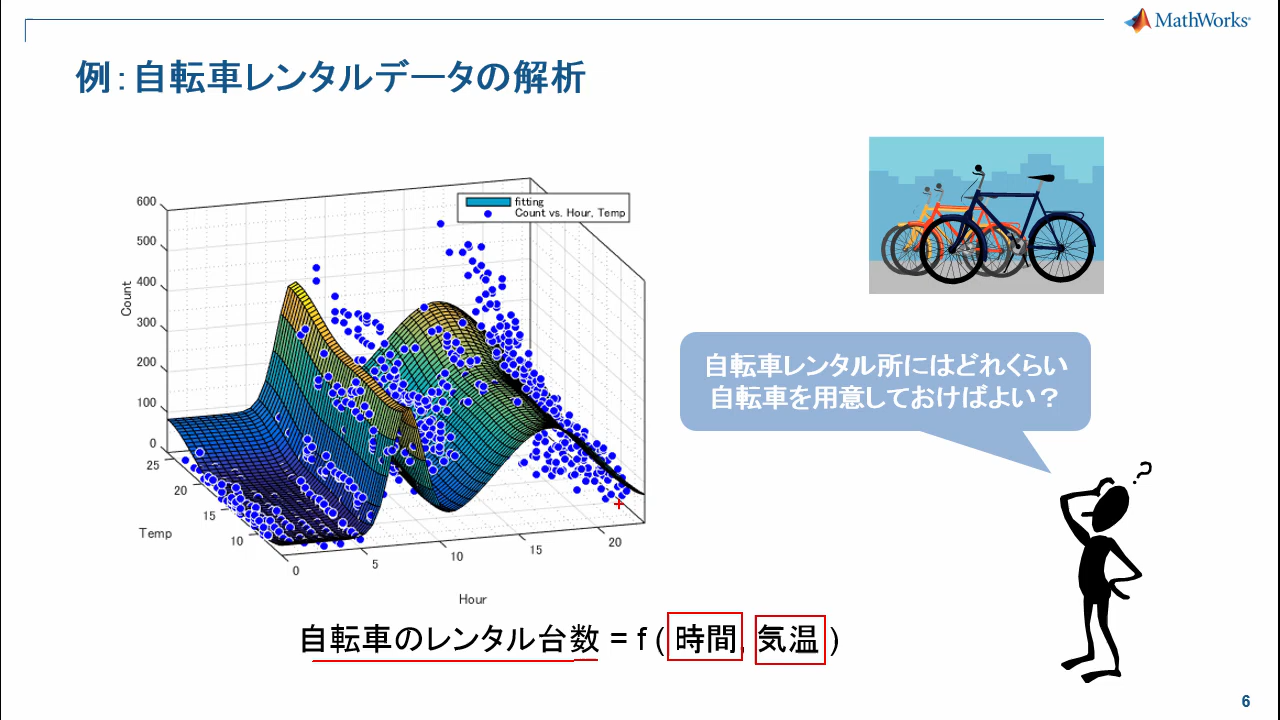 MathWorks®
例：自転車レンタルデータの解析
fitting
Count vs. Hour, Temp
600
500
400
300
200
100
0
Count
25
20
15
10
Temp
0
5
10
15
20
Hour
自転車レンタル所にはどれくらい
自転車を用意しておけばよい？
?
自転車のレンタル台数 = f ( 時間, 気温 )
6